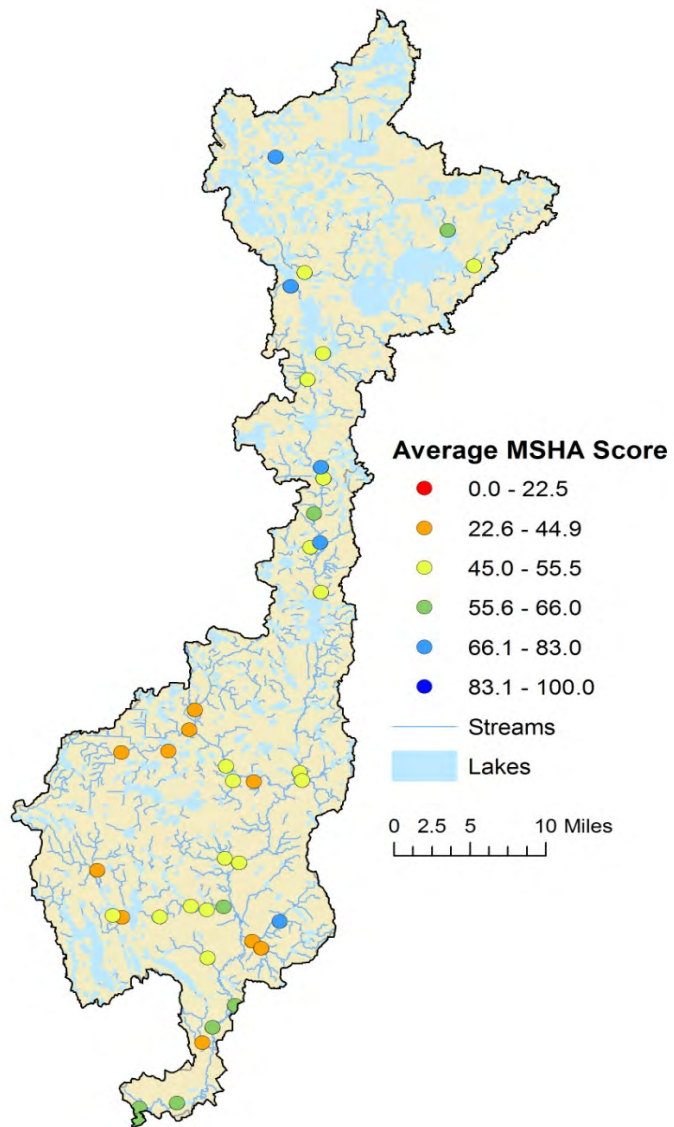 Average MSHA Score
0.0 - 22.5
22.6 - 44.9
45.0 - 55.5
55.6 - 66.0
66.1 - 83.0
83.1 - 100.0
Streams
Lakes
0 2.5 5 10 Miles